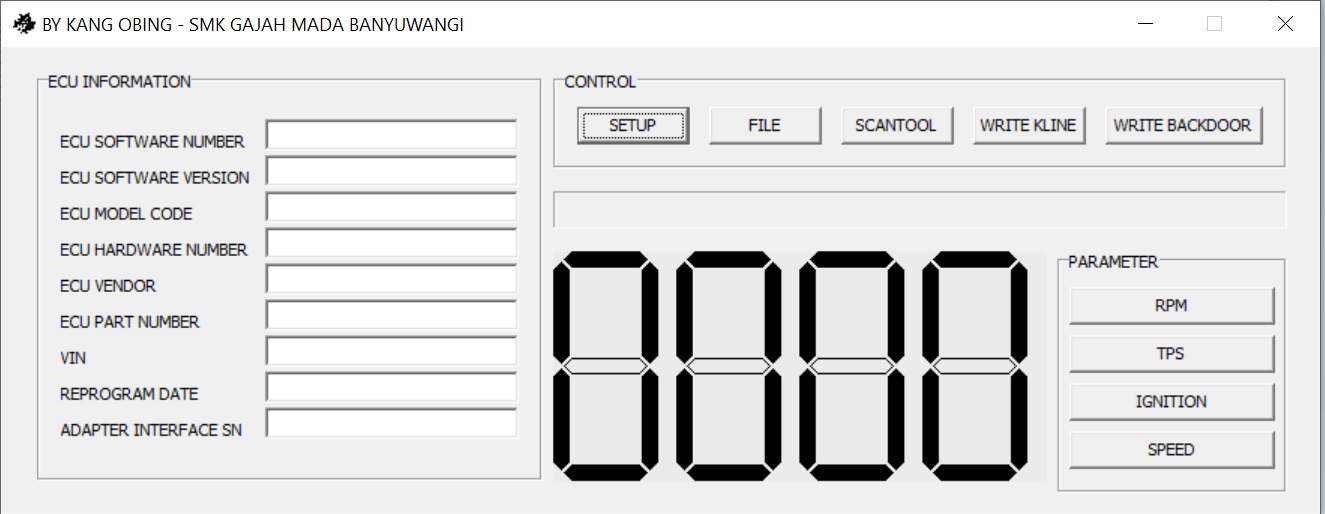 BY KANG OBING - SMK GAJAH MADA BANYUWANGI
ECU INFORMATION
ECU SOFTWARE NUMBER
ECU SOFTWARE VERSION
ECU MODEL CODE
ECU HARDWARE NUMBER
ECU VENDOR
ECU PART NUMBER
VIN
REPROGRAM DATE
ADAPTER INTERFACE SN
CONTROL
SETUP FILE SCANTOOL WRITE KLINE WRITE BACKDOOR
0000
PARAMETER
RPM
TPS
IGNITION
SPEED